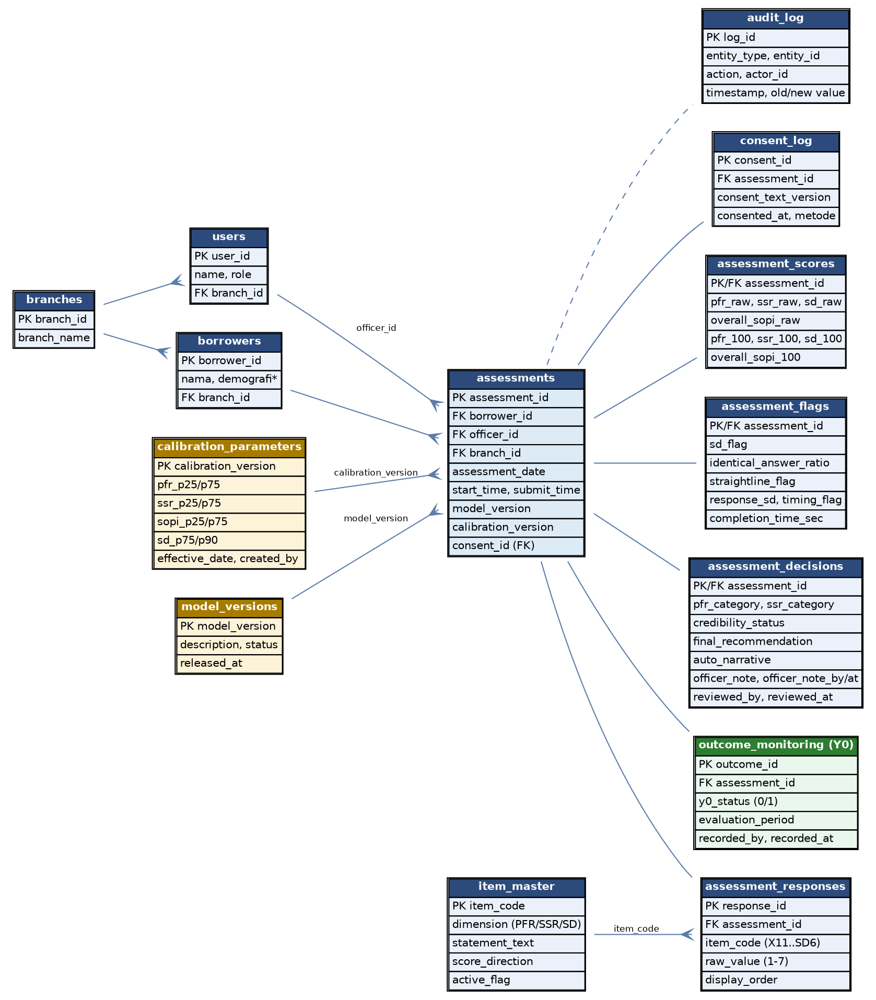 audit_log
PK log_id
entity_type, entity_id
action, actor_id
timestamp, old/new value
consent_log
PK consent_id
FK assessment_id
consent_text_version
consented_at, metode
users
PK user_id
name, role
FK branch_id
branches
PK branch_id
branch_name
borrowers
PK borrower_id
nama, demografi*
FK branch_id
officer_id
assessment_scores
PK/FK assessment_id
pfr_raw, ssr_raw, sd_raw
overall_sopi_raw
pfr_100, ssr_100, sd_100
overall_sopi_100
assessments
PK assessment_id
FK borrower_id
FK officer_id
FK branch_id
assessment_date
start_time, submit_time
model_version
calibration_version
consent_id (FK)
assessment_flags
PK/FK assessment_id
sd_flag
identical_answer_ratio
straightline_flag
response_sd, timing_flag
completion_time_sec
calibration_parameters
PK calibration_version
pfr_p25/p75
ssr_p25/p75
sopi_p25/p75
sd_p75/p90
effective_date, created_by
calibration_version
model_version
model_versions
PK model_version
description, status
released_at
assessment_decisions
PK/FK assessment_id
pfr_category, ssr_category
credibility_status
final_recommendation
auto_narrative
officer_note, officer_note_by/at
reviewed_by, reviewed_at
outcome_monitoring (Y0)
PK outcome_id
FK assessment_id
y0_status (0/1)
evaluation_period
recorded_by, recorded_at
item_master
PK item_code
dimension (PFR/SSR/SD)
statement_text
score_direction
active_flag
item_code
assessment_responses
PK response_id
FK assessment_id
item_code (X11..SD6)
raw_value (1-7)
display_order